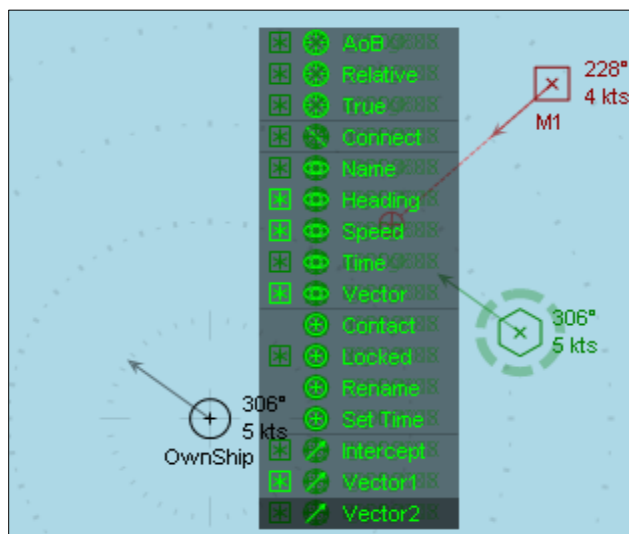 AoB
Relative
True
Connect
Name
Heading
Speed
Time
Vector
Contact
Locked
Rename
Set Time
Intercept
Vector1
Vector2
228°
4 kts
M1
306°
5 kts
306°
5 kts
OwnShip